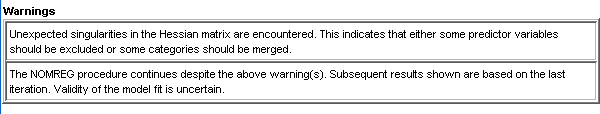 Warnings
Unexpected singularities in the Hessian matrix are encountered. This indicates that either some predictor variables
should be excluded or some categories should be merged.
The NOMREG procedure continues despite the above warning(s). Subsequent results shown are based on the last
iteration. Validity of the model fit is uncertain.